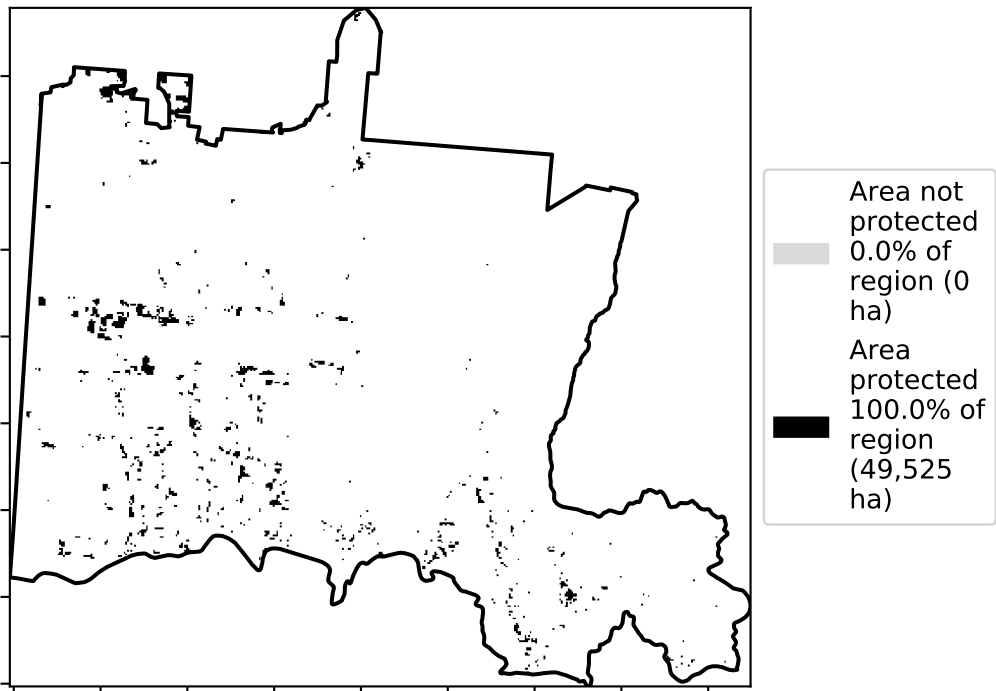 Area not
protected
0.0% of
region (0
ha)
Area
protected
100.0% of
region
(49,525
ha)